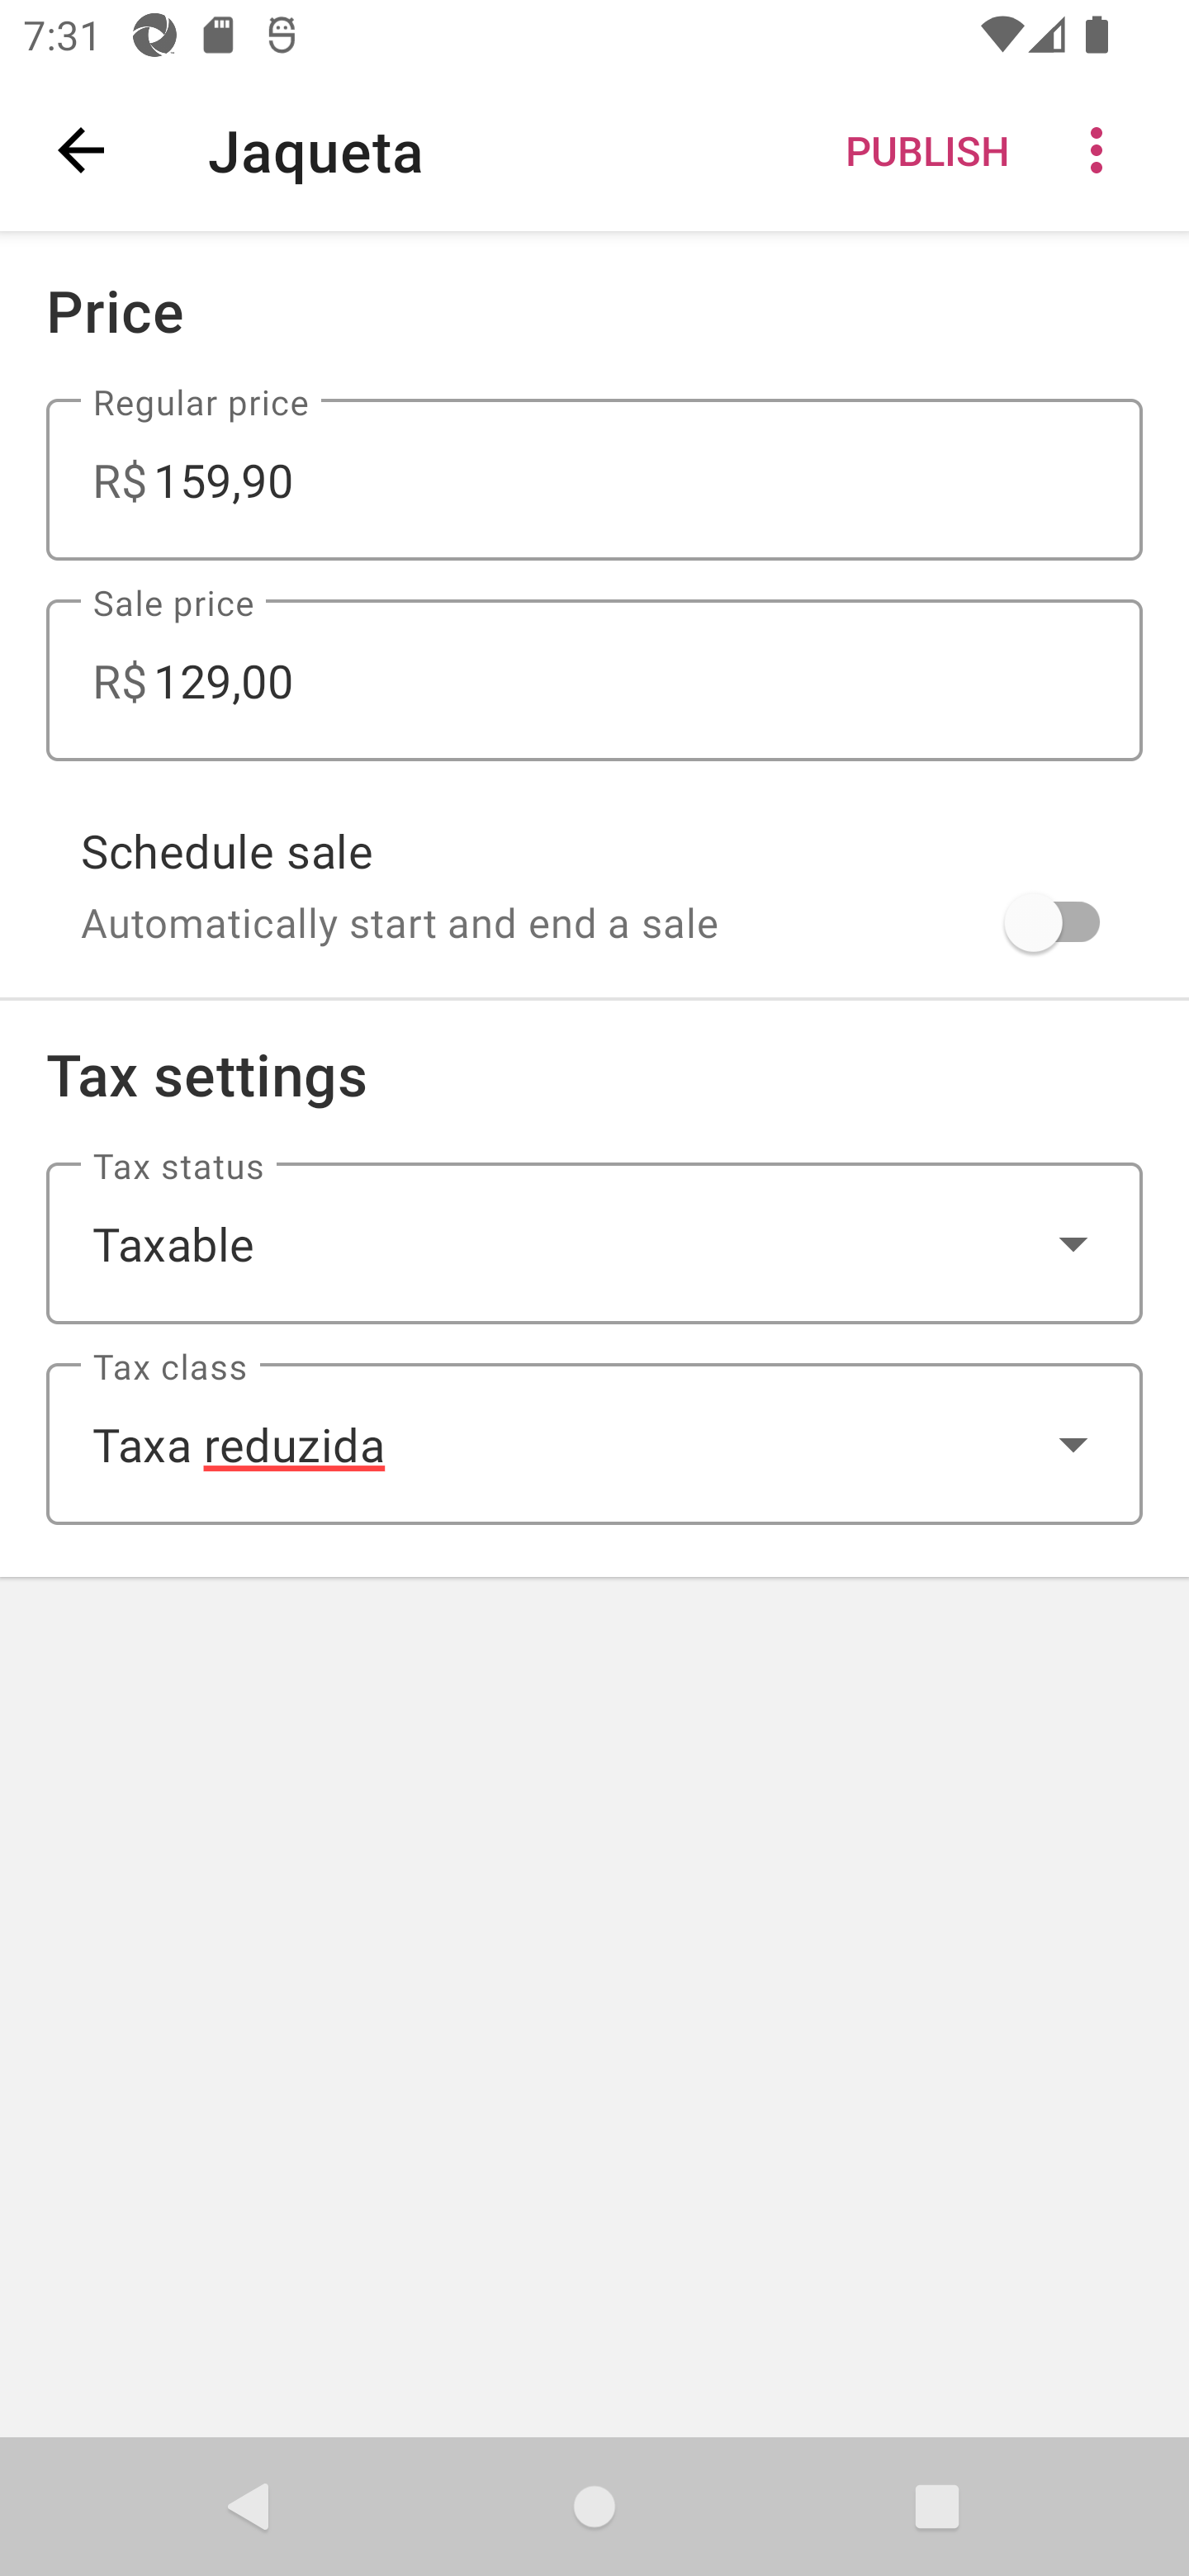 7:31
Jaqueta
PUBLISH
Price
Regular price
R$ 159,90
Sale price
R$ 129,00
Schedule sale
Automatically start and end a sale
Tax settings
Tax status
Taxable
Tax class
Taxa reduzida